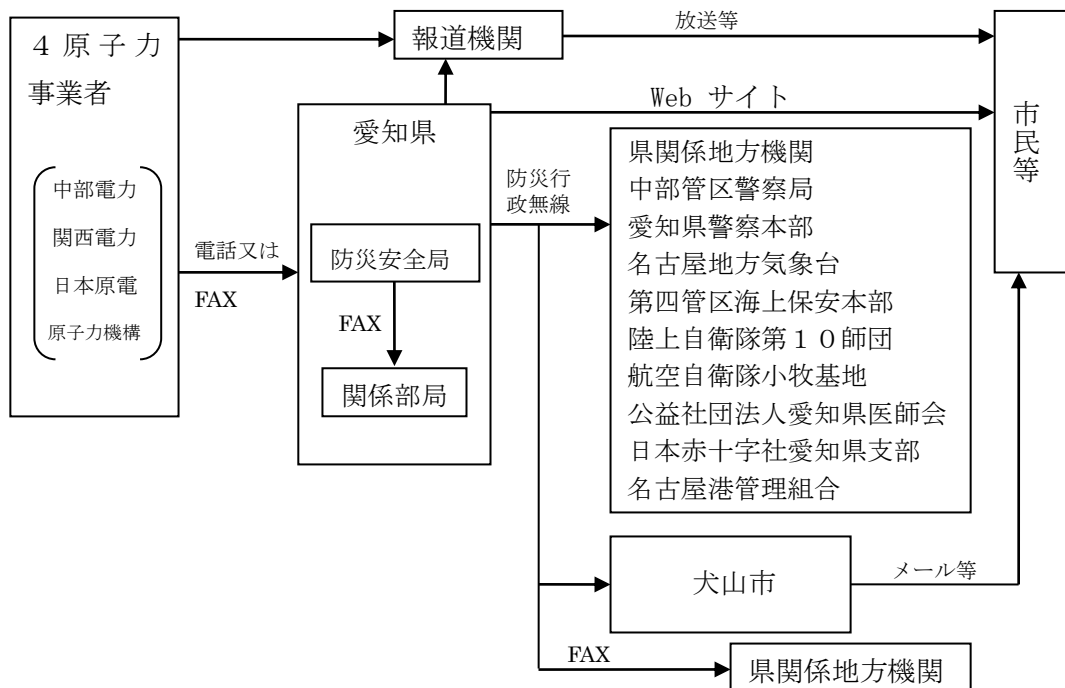 ４原子力
事業者
中部電力
関西電力
日本原電
原子力機構
電話又は
FAX
報道機関
放送等
愛知県
Web サイト
防災安全局
FAX
関係部局
防災行
政無線
県関係地方機関
中部管区警察局
愛知県警察本部
名古屋地方気象台
第四管区海上保安本部
陸上自衛隊第１０師団
航空自衛隊小牧基地
公益社団法人愛知県医師会
日本赤十字社愛知県支部
名古屋港管理組合
市民等
犬山市
メール等
FAX
県関係地方機関